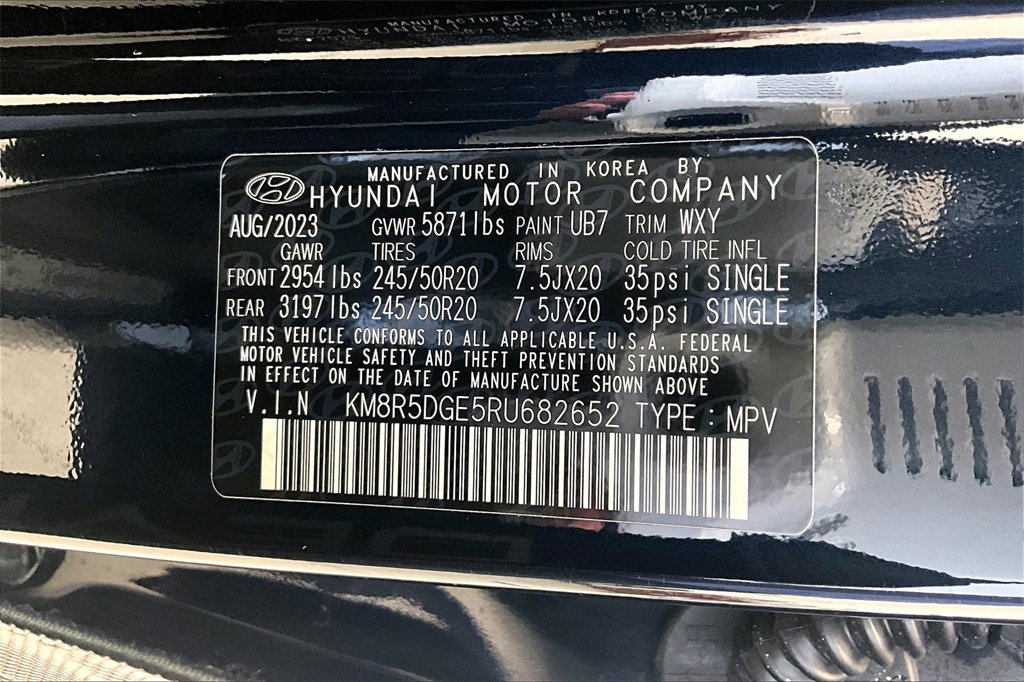 MANUFACTURED IN KOREA BY
HYUNDAI MOTOR COMPANY
AUG/2023 GVWR 5871lbs PAINT UB7 TRIM WXY
GAWR TIRES RIMS COLD TIRE INFL
FRONT 2954 lbs 245/50R20 7.5JX20 35psi SINGLE
REAR 3197lbs 245/50R20 7.5JX20 35psi SINGLE
THIS VEHICLE CONFORMS TO ALL APPLICABLE U.S.A. FEDERAL
MOTOR VEHICLE SAFETY AND THEFT PREVENTION STANDARDS
IN EFFECT ON THE DATE OF MANUFACTURE SHOWN ABOVE
V.I.N KM8R5DGE5RU682652 TYPE : MPV